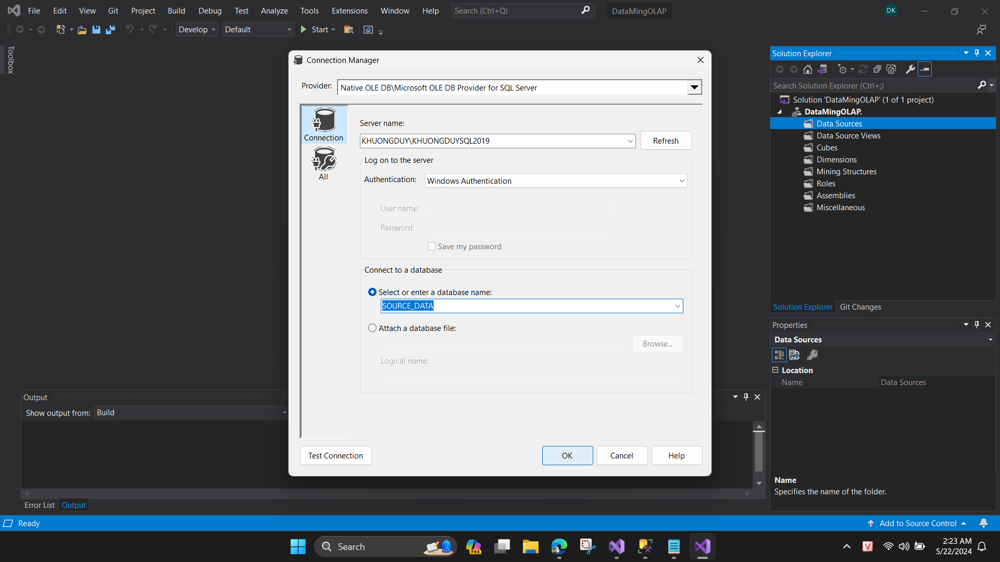 File Edit View Git Project Build Debug Test Analyze Tools Extensions Window Help Search (Ctrl+Q) DataMingOLAP DK
Develop Default Start
Toolbox
Connection Manager
Provider: Native OLE DB\Microsoft OLE DB Provider for SQL Server
Connection
All
Server name:
KHUONGDUY\KHUONGDUYSQL2019 Refresh
Log on to the server
Authentication: Windows Authentication
User name:
Password:
Save my password
Connect to a database
Select or enter a database name:
SOURCE_DATA
Attach a database file:
Browse...
Logical name:
Test Connection OK Cancel Help
Solution Explorer
Search Solution Explorer (Ctrl+;)
Solution 'DataMingOLAP' (1 of 1 project)
DataMingOLAP.
Data Sources
Data Source Views
Cubes
Dimensions
Mining Structures
Roles
Assemblies
Miscellaneous
Solution Explorer Git Changes
Properties
Data Sources
Location
Name Data Sources
Name
Specifies the name of the folder.
Output
Show output from: Build
Error List Output
Ready Add to Source Control
Search PRE V 2:23 AM
5/22/2024